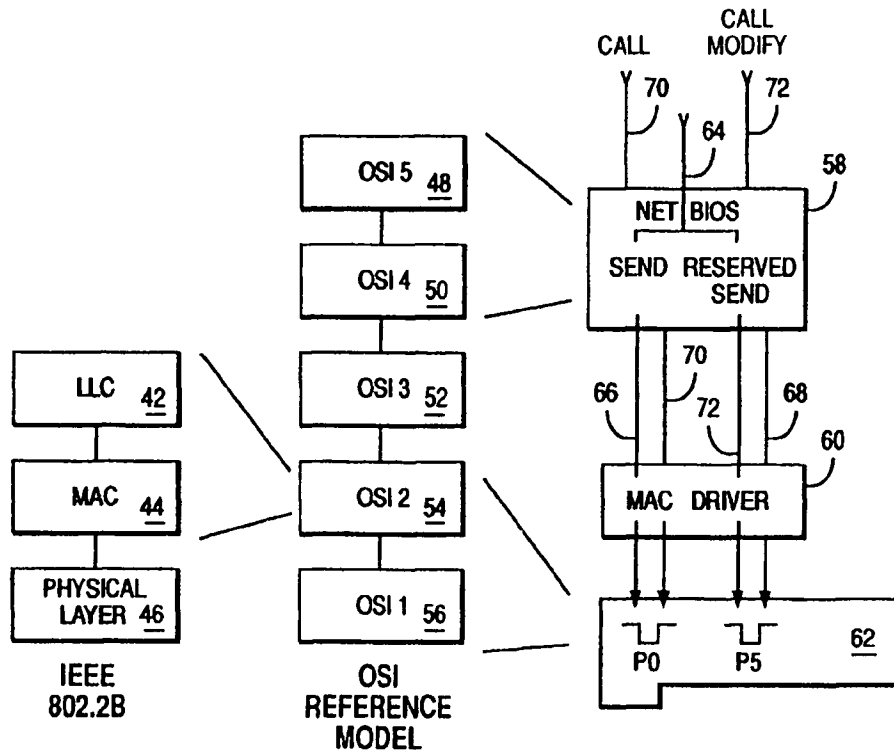 CALL
CALL
MODIFY
70
72
64
58
NET BIOS
SEND RESERVED
SEND
66
70
72
68
60
MAC DRIVER
62
P0 P5
OSI 5 48
OSI 4 50
OSI 3 52
OSI 2 54
OSI 1 56
OSI
REFERENCE
MODEL
LLC 42
MAC 44
PHYSICAL
LAYER 46
IEEE
802.2B